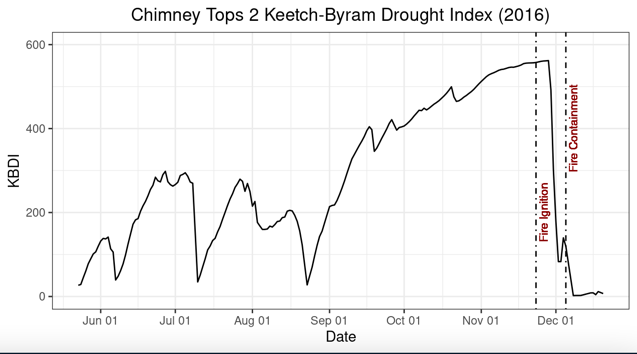 Chimney Tops 2 Keetch-Byram Drought Index (2016)
600
400
200
0
KBDI
Fire Ignition
Fire Containment
Jun 01
Jul 01
Aug 01
Sep 01
Oct 01
Nov 01
Dec 01
Date